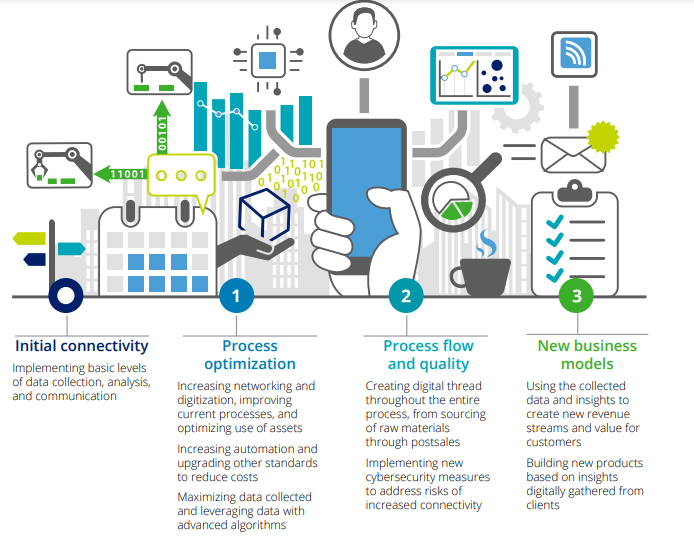 00101
11001
1 2 3
Initial connectivity
Implementing basic levels
of data collection, analysis,
and communication
Process
optimization
Increasing networking and
digitization, improving
current processes, and
optimizing use of assets
Increasing automation and
upgrading other standards
to reduce costs
Maximizing data collected
and leveraging data with
advanced algorithms
Process flow
and quality
Creating digital thread
throughout the entire
process, from sourcing
of raw materials
through postsales
Implementing new
cybersecurity measures
to address risks of
increased connectivity
New business
models
Using the collected
data and insights to
create new revenue
streams and value for
customers
Building new products
based on insights
digitally gathered from
clients